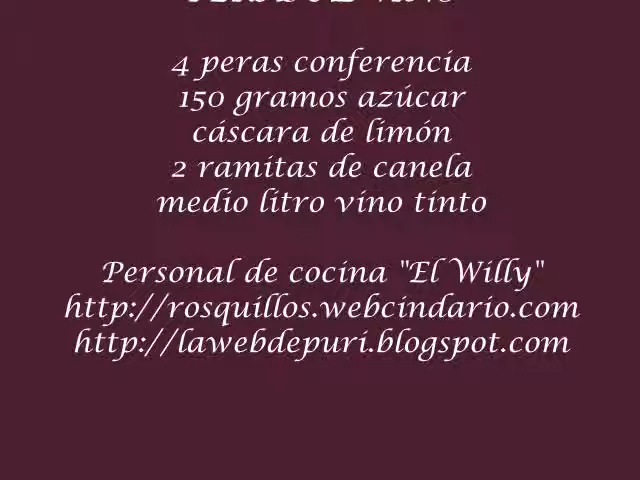 4 peras conferencia
150 gramos azúcar
cáscara de limón
2 ramitas de canela
medio litro vino tinto
Personal de cocina "El Willy"
http://rosquillos.webcindario.com
http://lawebdepuri.blogspot.com